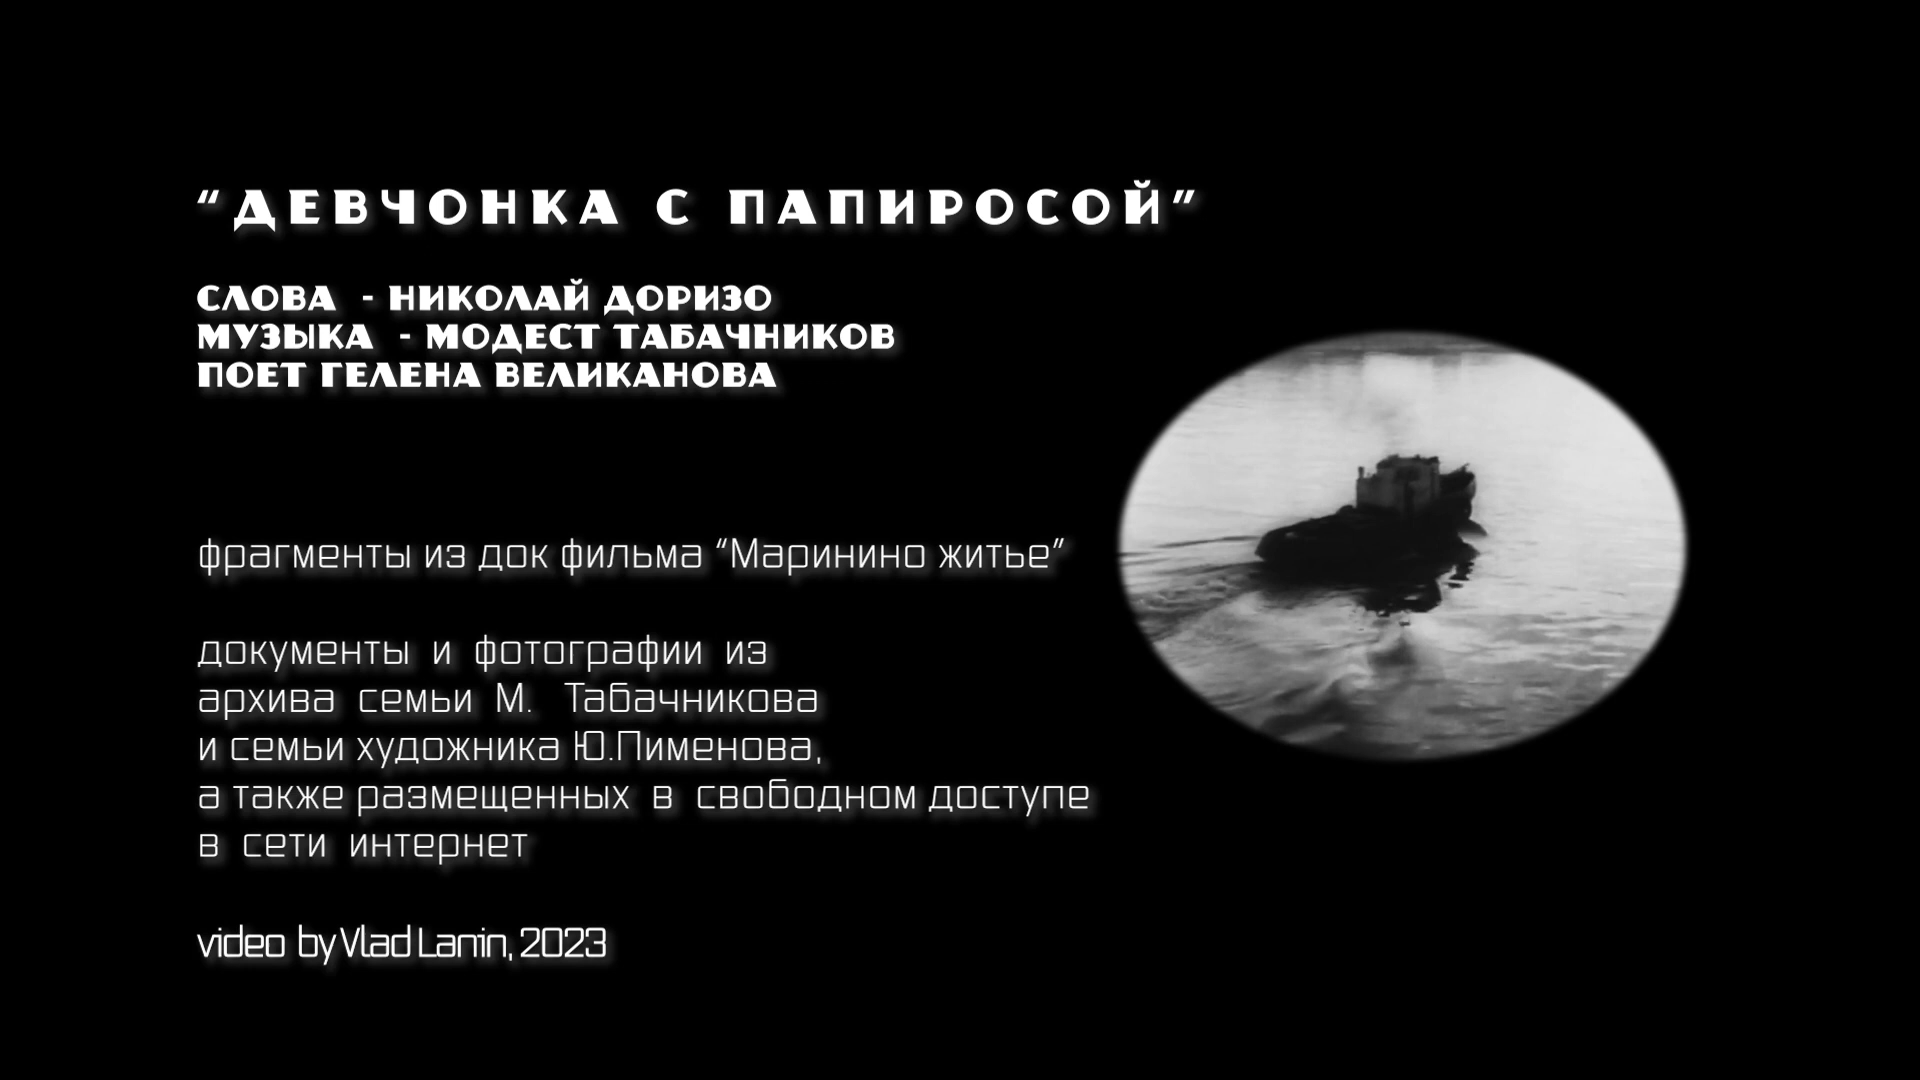 “ДЕВЧОНКА С ПАПИРОСОЙ”
СЛОВА - НИКОЛАЙ ДОРИЗО
МУЗЫКА - МОДЕСТ ТАБАЧНИКОВ
ПОЕТ ГЕЛЕНА ВЕЛИКАНОВА
фрагменты из док фильма “Маринино житье”
документы и фотографии из
архива семьи М. Табачникова
и семьи художника Ю.Пименова,
а также размещенных в свободном доступе
в сети интернет
video by Vlad Lanin, 2023